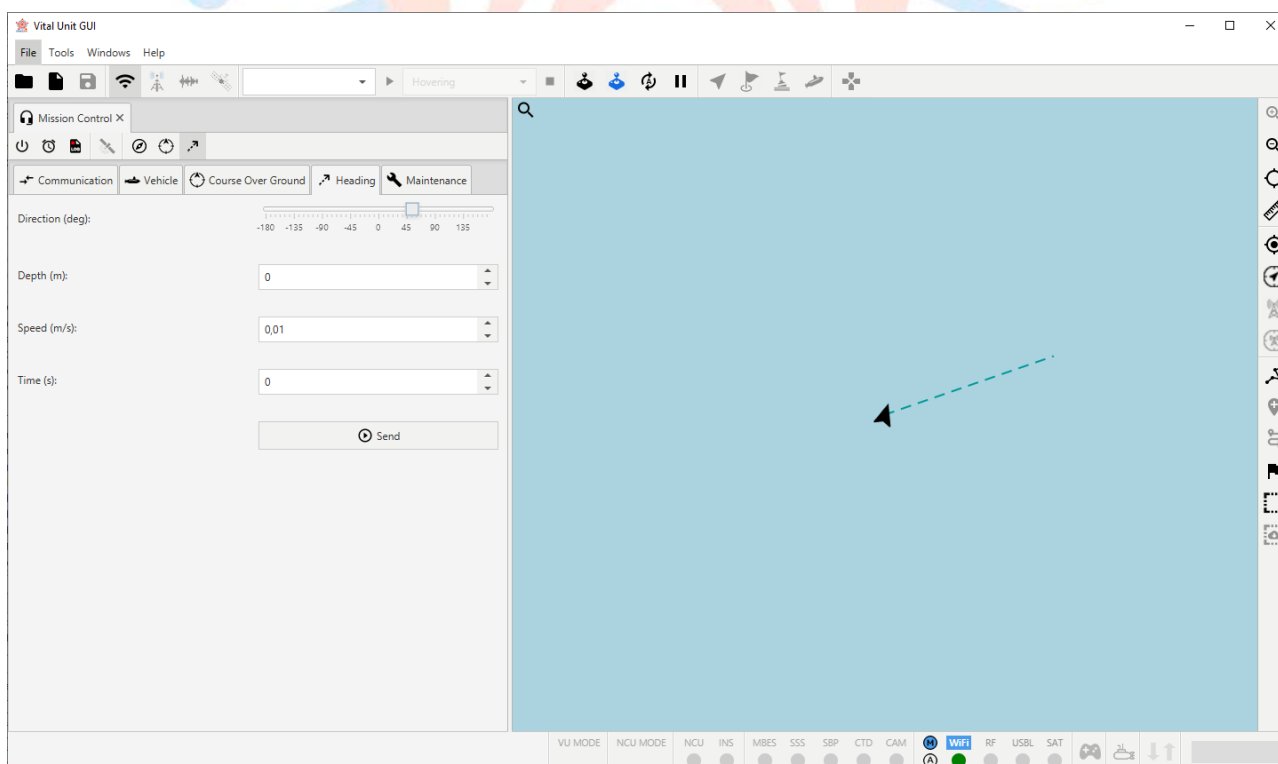 Vital Unit GUI
File Tools Windows Help
Hovering
Mission Control
LOG
Communication Vehicle Course Over Ground Heading Maintenance
Direction (deg):
-180 -135 -90 -45 0 45 90 135
Depth (m): 0
Speed (m/s): 0,01
Time (s): 0
Send
VU MODE NCU MODE NCU INS MBES SSS SBP CTD CAM M WiFi RF USBL SAT
A